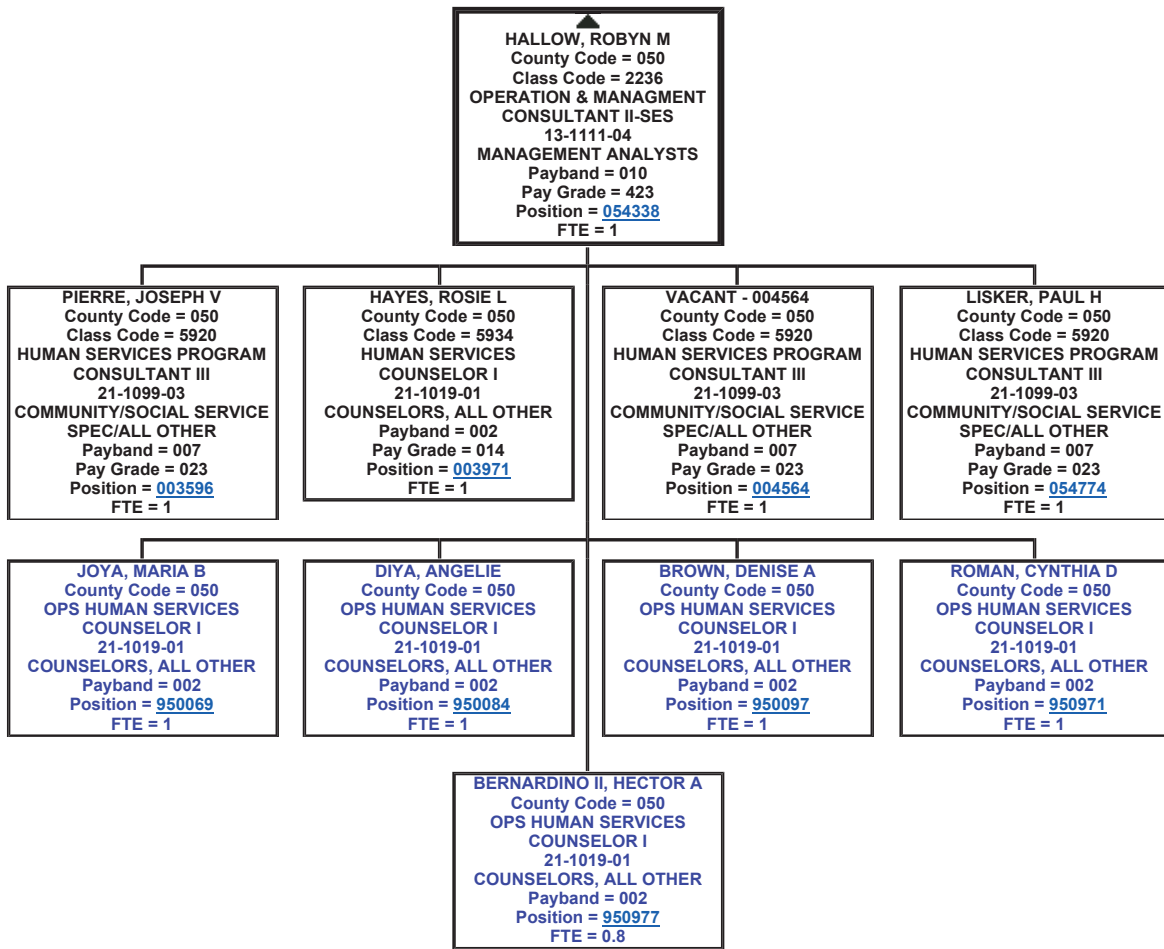 HALLOW, ROBYN M
County Code = 050
Class Code = 2236
OPERATION & MANAGMENT
CONSULTANT II-SES
13-1111-04
MANAGEMENT ANALYSTS
Payband = 010
Pay Grade = 423
Position = 054338
FTE = 1
PIERRE, JOSEPH V
County Code = 050
Class Code = 5920
HUMAN SERVICES PROGRAM
CONSULTANT III
21-1099-03
COMMUNITY/SOCIAL SERVICE
SPEC/ALL OTHER
Payband = 007
Pay Grade = 023
Position = 003596
FTE = 1
HAYES, ROSIE L
County Code = 050
Class Code = 5934
HUMAN SERVICES
COUNSELOR I
21-1019-01
COUNSELORS, ALL OTHER
Payband = 002
Pay Grade = 014
Position = 003971
FTE = 1
VACANT - 004564
County Code = 050
Class Code = 5920
HUMAN SERVICES PROGRAM
CONSULTANT III
21-1099-03
COMMUNITY/SOCIAL SERVICE
SPEC/ALL OTHER
Payband = 007
Pay Grade = 023
Position = 004564
FTE = 1
LISKER, PAUL H
County Code = 050
Class Code = 5920
HUMAN SERVICES PROGRAM
CONSULTANT III
21-1099-03
COMMUNITY/SOCIAL SERVICE
SPEC/ALL OTHER
Payband = 007
Pay Grade = 023
Position = 054774
FTE = 1
JOYA, MARIA B
County Code = 050
OPS HUMAN SERVICES
COUNSELOR I
21-1019-01
COUNSELORS, ALL OTHER
Payband = 002
Position = 950069
FTE = 1
DIYA, ANGELIE
County Code = 050
OPS HUMAN SERVICES
COUNSELOR I
21-1019-01
COUNSELORS, ALL OTHER
Payband = 002
Position = 950084
FTE = 1
BROWN, DENISE A
County Code = 050
OPS HUMAN SERVICES
COUNSELOR I
21-1019-01
COUNSELORS, ALL OTHER
Payband = 002
Position = 950097
FTE = 1
ROMAN, CYNTHIA D
County Code = 050
OPS HUMAN SERVICES
COUNSELOR I
21-1019-01
COUNSELORS, ALL OTHER
Payband = 002
Position = 950971
FTE = 1
BERNARDINO II, HECTOR A
County Code = 050
OPS HUMAN SERVICES
COUNSELOR I
21-1019-01
COUNSELORS, ALL OTHER
Payband = 002
Position = 950977
FTE = 0.8